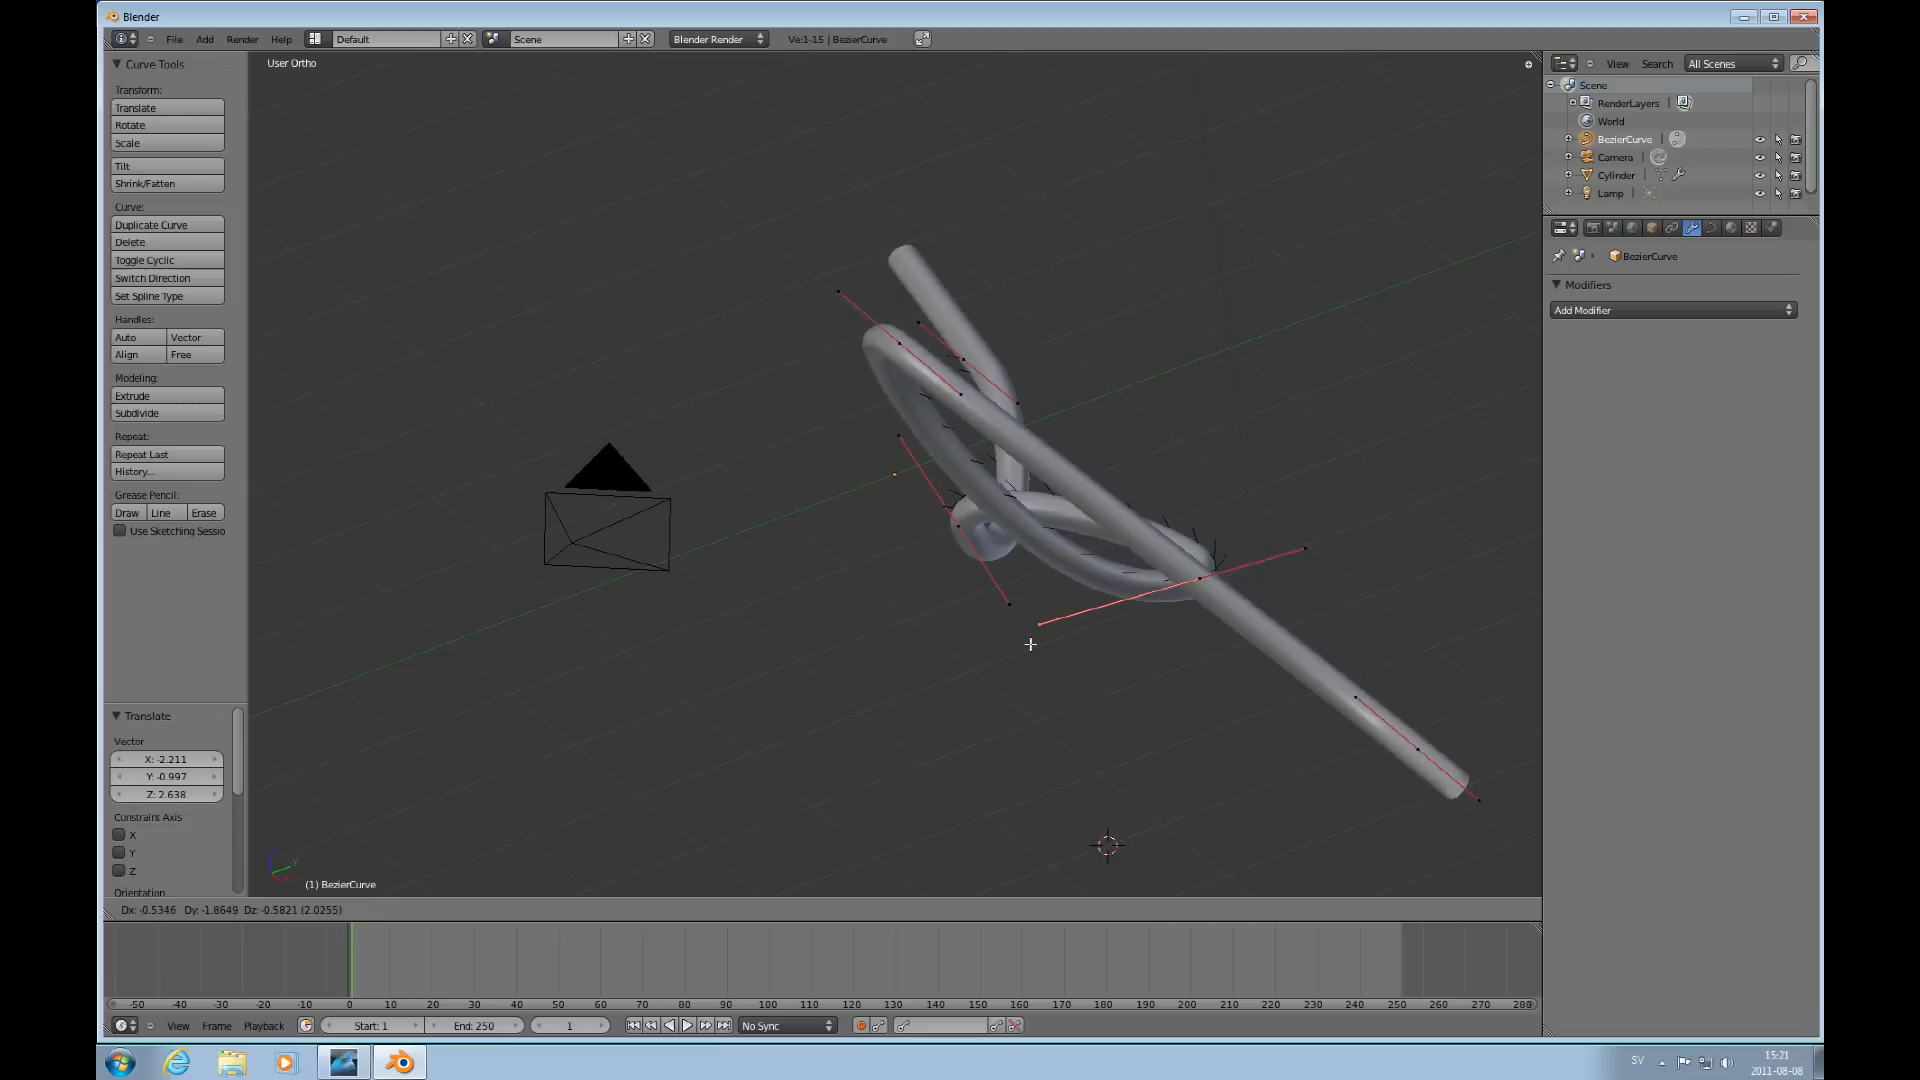 Blender
File Add Render Help Default Scene Blender Render Ve:1-15 | BezierCurve
Curve Tools
Transform:
Translate
Rotate
Scale
Tilt
Shrink/Fatten
Curve:
Duplicate Curve
Delete
Toggle Cyclic
Switch Direction
Set Spline Type
Handles:
Auto Vector
Align Free
Modeling:
Extrude
Subdivide
Repeat:
Repeat Last
History...
Grease Pencil:
Draw Line Erase
Use Sketching Sessio
Translate
Vector
X: -2.211
Y: -0.997
Z: 2.638
Constraint Axis
X
Y
Z
Orientation
User Ortho
(1) BezierCurve
Dx: -0.5346 Dy: -1.8649 Dz: -0.5821 (2.0255)
View Search All Scenes
Scene
RenderLayers
World
BezierCurve
Camera
Cylinder
Lamp
BezierCurve
Modifiers
Add Modifier
-50 -40 -30 -20 -10 0 10 20 30 40 50 60 70 80 90 100 110 120 130 140 150 160 170 180 190 200 210 220 230 240 250 260 270 280
View Frame Playback Start: 1 End: 250 1 No Sync
SV
15:21
2011-08-08